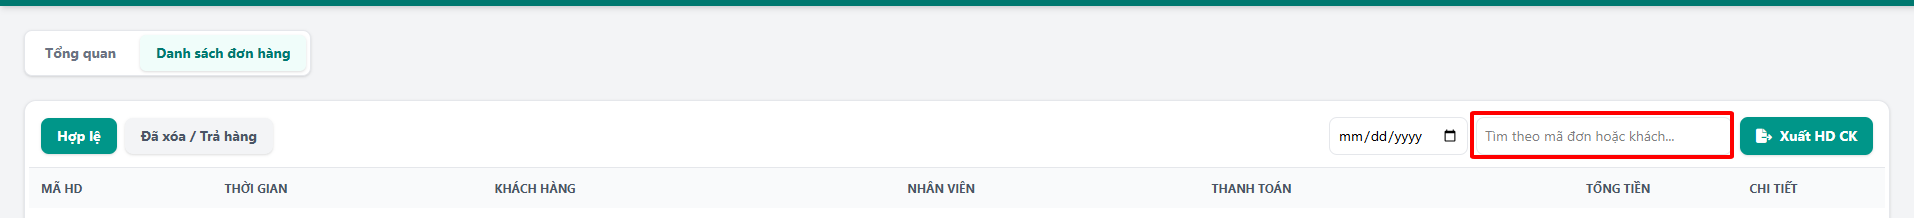 Tổng quan
Danh sách đơn hàng
Hợp lệ
Đã xóa / Trả hàng
mm/dd/yyyy
Tìm theo mã đơn hoặc khách...
Xuất HD CK
MÃ HD
THỜI GIAN
KHÁCH HÀNG
NHÂN VIÊN
THANH TOÁN
TỔNG TIỀN
CHI TIẾT